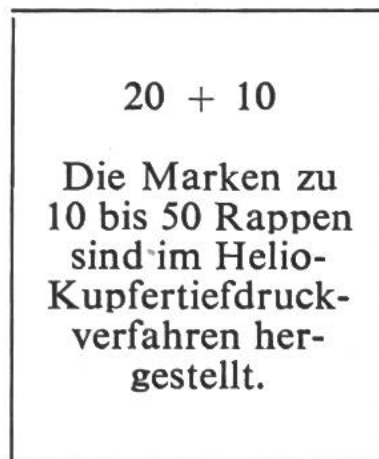 20 + 10
Die Marken zu
10 bis 50 Rappen
sind im Helio-
Kupfertiefdruck-
verfahren her-
gestellt.